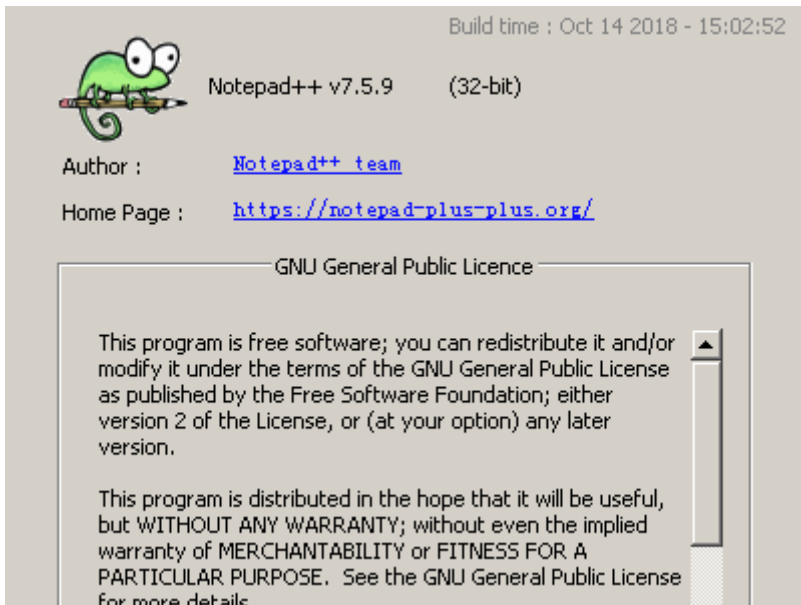 Build time : Oct 14 2018 - 15:02:52
Notepad++ v7.5.9 (32-bit)
Author : Notepad++ team
Home Page : https://notepad-plus-plus.org/
GNU General Public Licence
This program is free software; you can redistribute it and/or
modify it under the terms of the GNU General Public License
as published by the Free Software Foundation; either
version 2 of the License, or (at your option) any later
version.
This program is distributed in the hope that it will be useful,
but WITHOUT ANY WARRANTY; without even the implied
warranty of MERCHANTABILITY or FITNESS FOR A
PARTICULAR PURPOSE. See the GNU General Public License
for more details